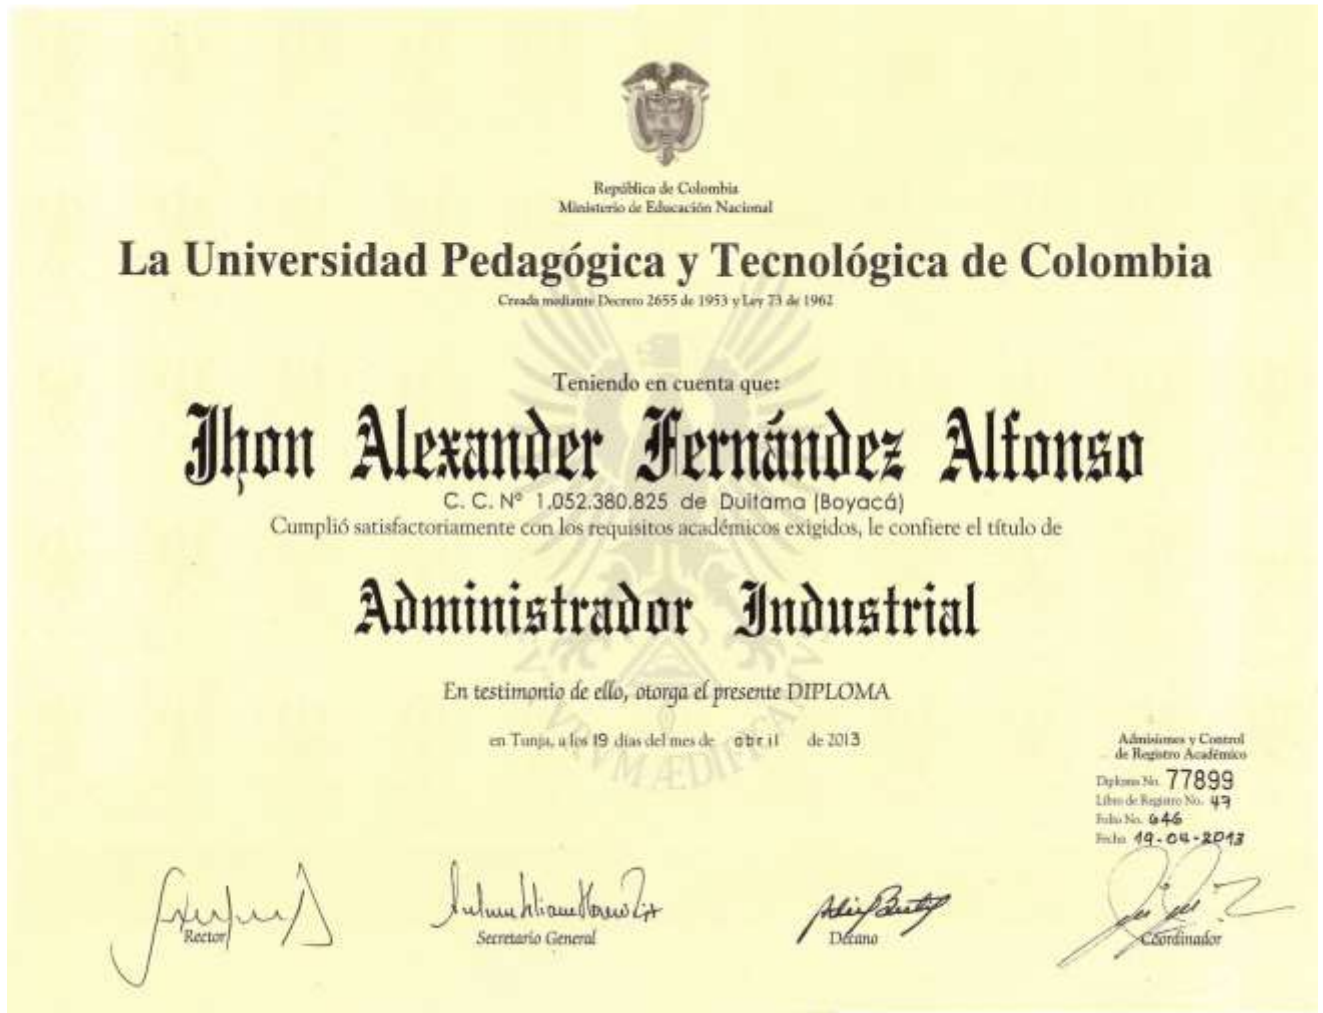 República de Colombia
Ministerio de Educación Nacional
La Universidad Pedagógica y Tecnológica de Colombia
Creada mediante Decreto 2655 de 1953 y Ley 73 de 1962
Teniendo en cuenta que:
Jhon Alexander Fernández Alfonso
C. C. Nº 1.052.380.825 de Duitama (Boyacá)
Cumplió satisfactoriamente con los requisitos académicos exigidos, le confiere el título de
Administrador Industrial
En testimonio de ello, otorga el presente DIPLOMA
en Tunja, a los 19 días del mes de abril de 2013
Admisiones y Control
de Registro Académico
Diploma No. 77899
Libro de Registro No. 47
Folio No. 646
Fecha 19-04-2013
Rector
Secretario General
Decano
Coordinador